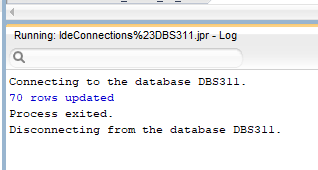 Running: IdeConnections%23DBS311.jpr - Log
Connecting to the database DBS311.
70 rows updated
Process exited.
Disconnecting from the database DBS311.